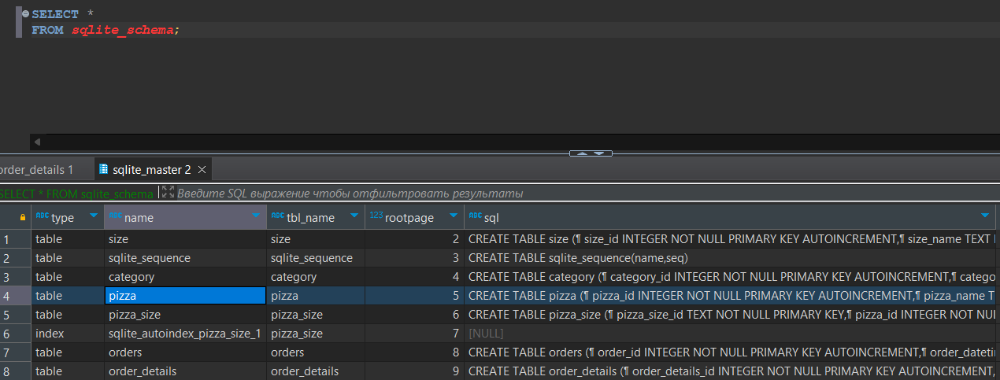 SELECT *
FROM sqlite_schema;
order_details 1
sqlite_master 2
SELECT * FROM sqlite_schema Введите SQL выражение чтобы отфильтровать результаты
ABC type ABC name ABC tbl_name 123 rootpage ABC sql
1 table size size 2 CREATE TABLE size (¶ size_id INTEGER NOT NULL PRIMARY KEY AUTOINCREMENT,¶ size_name TEXT
2 table sqlite_sequence sqlite_sequence 3 CREATE TABLE sqlite_sequence(name,seq)
3 table category category 4 CREATE TABLE category (¶ category_id INTEGER NOT NULL PRIMARY KEY AUTOINCREMENT,¶ catego
4 table pizza pizza 5 CREATE TABLE pizza (¶ pizza_id INTEGER NOT NULL PRIMARY KEY AUTOINCREMENT,¶ pizza_name T
5 table pizza_size pizza_size 6 CREATE TABLE pizza_size (¶ pizza_size_id TEXT NOT NULL PRIMARY KEY,¶ pizza_id INTEGER NOT NUL
6 index sqlite_autoindex_pizza_size_1 pizza_size 7 [NULL]
7 table orders orders 8 CREATE TABLE orders (¶ order_id INTEGER NOT NULL PRIMARY KEY AUTOINCREMENT,¶ order_dateti
8 table order_details order_details 9 CREATE TABLE order_details (¶ order_details_id INTEGER NOT NULL PRIMARY KEY AUTOINCREMENT,